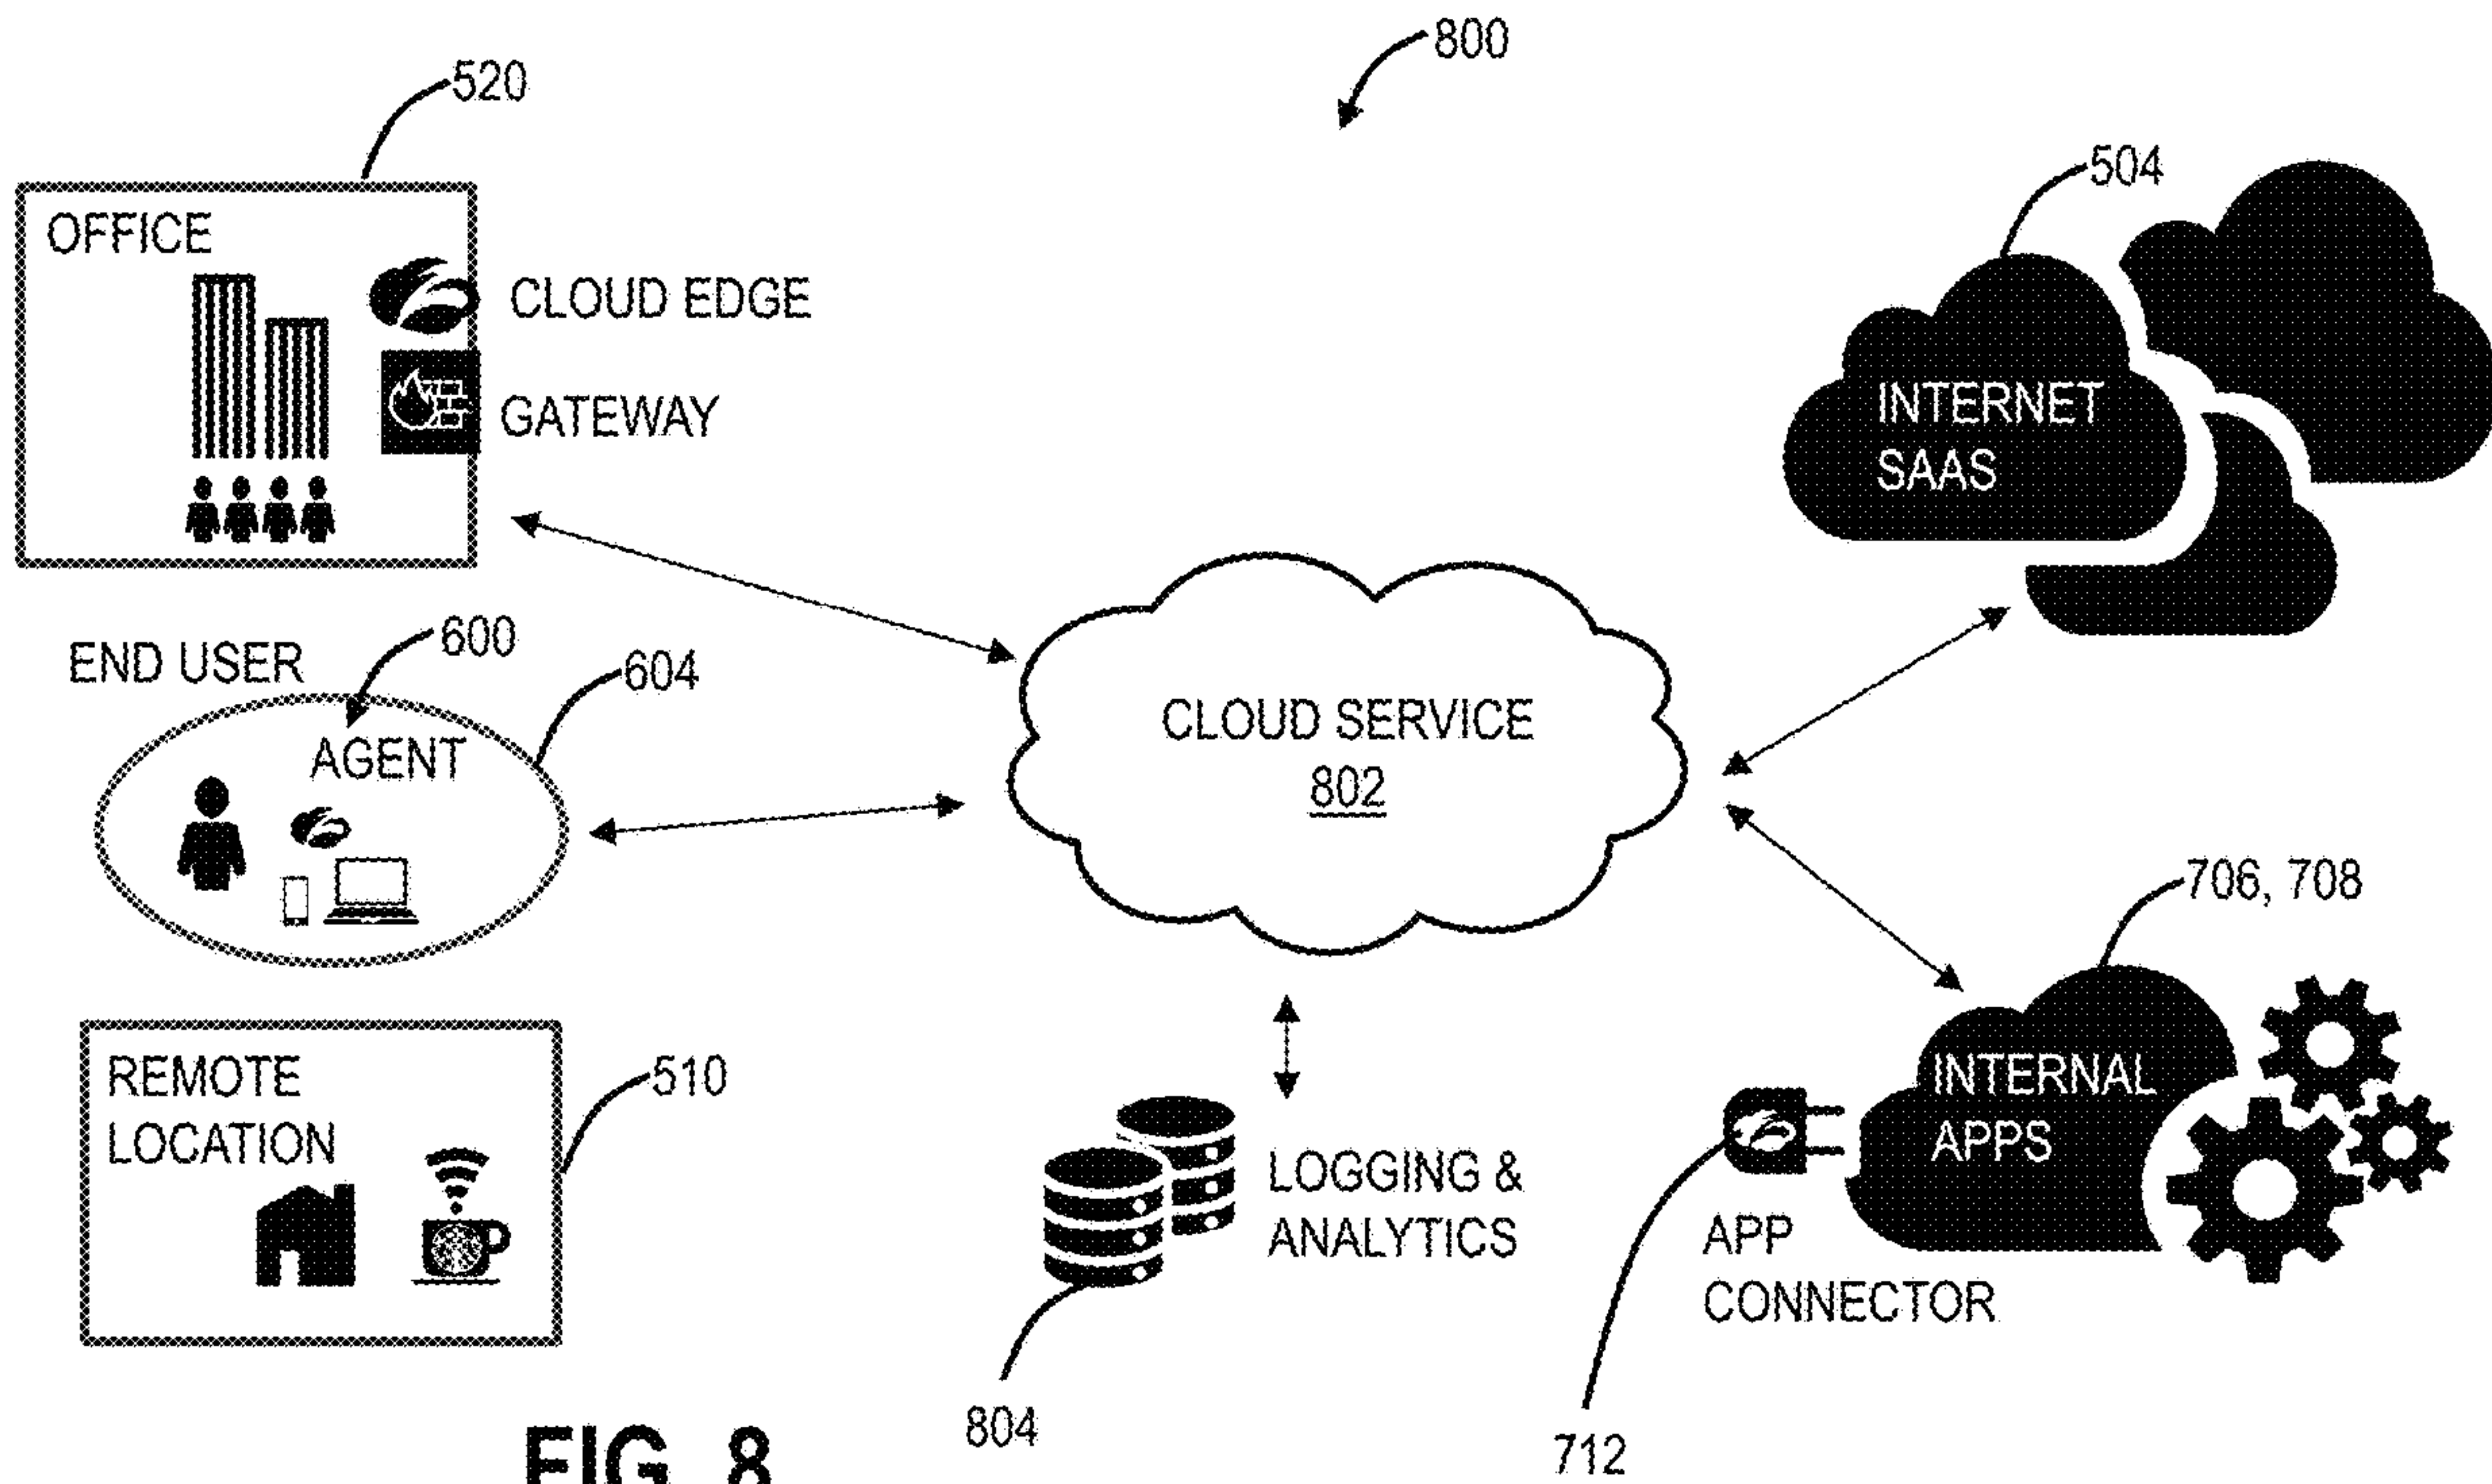 800
520
504
OFFICE
CLOUD EDGE
GATEWAY
INTERNET
SAAS
END USER
600
604
AGENT
CLOUD SERVICE
802
706, 708
REMOTE
LOCATION
510
INTERNAL
APPS
LOGGING &
ANALYTICS
APP
CONNECTOR
804
712
FIG. 8